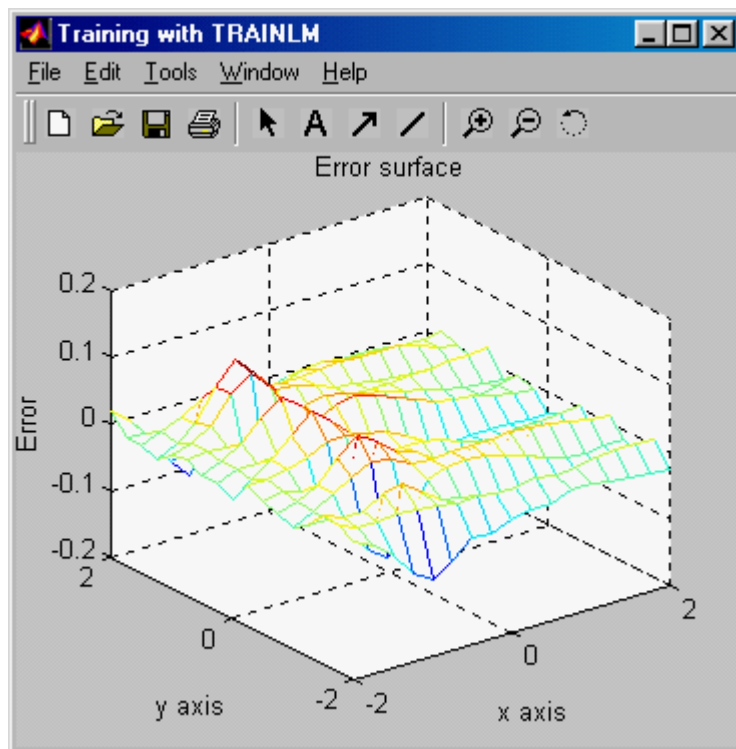 Training with TRAINLM
File Edit Tools Window Help
A
Error surface
0.2
0.1
0
-0.1
-0.2
Error
2
0
-2
y axis
-2
0
2
x axis